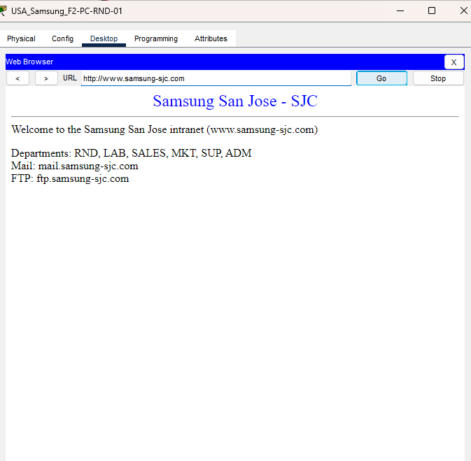 USA_Samsung_F2-PC-RND-01
Physical Config Desktop Programming Attributes
Web Browser X
< > URL http://www.samsung-sjc.com Go Stop
Samsung San Jose - SJC
Welcome to the Samsung San Jose intranet (www.samsung-sjc.com)
Departments: RND, LAB, SALES, MKT, SUP, ADM
Mail: mail.samsung-sjc.com
FTP: ftp.samsung-sjc.com